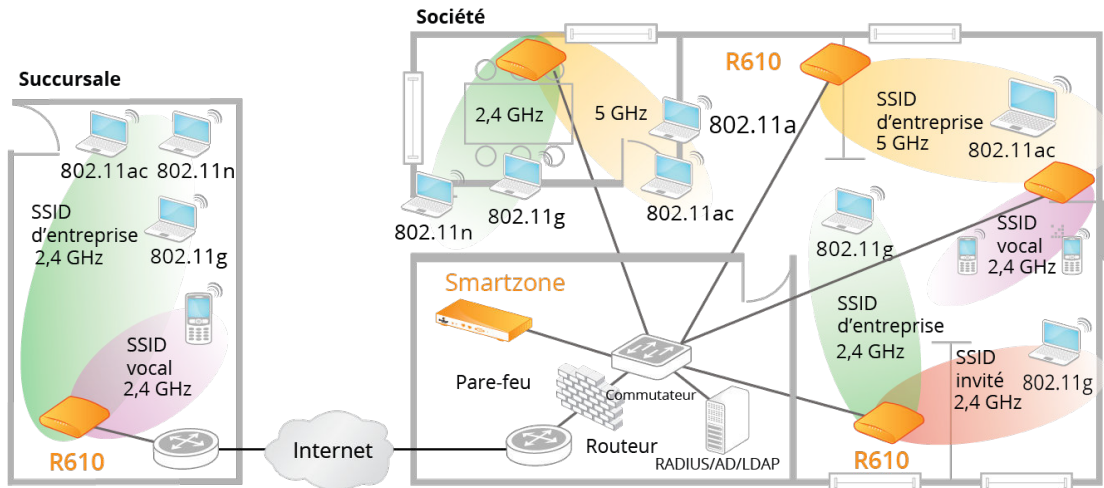 Société
Succursale
802.11ac
802.11n
SSID
d'entreprise
2,4 GHz
802.11g
SSID
vocal
2,4 GHz
R610
Internet
2,4 GHz
5 GHz
802.11a
802.11n
802.11g
802.11ac
R610
SSID
d'entreprise
5 GHz
802.11ac
802.11g
SSID
vocal
2,4 GHz
SSID
d'entreprise
2,4 GHz
SSID
invité
2,4 GHz
802.11g
R610
Smartzone
Pare-feu
Commutateur
Routeur
RADIUS/AD/LDAP